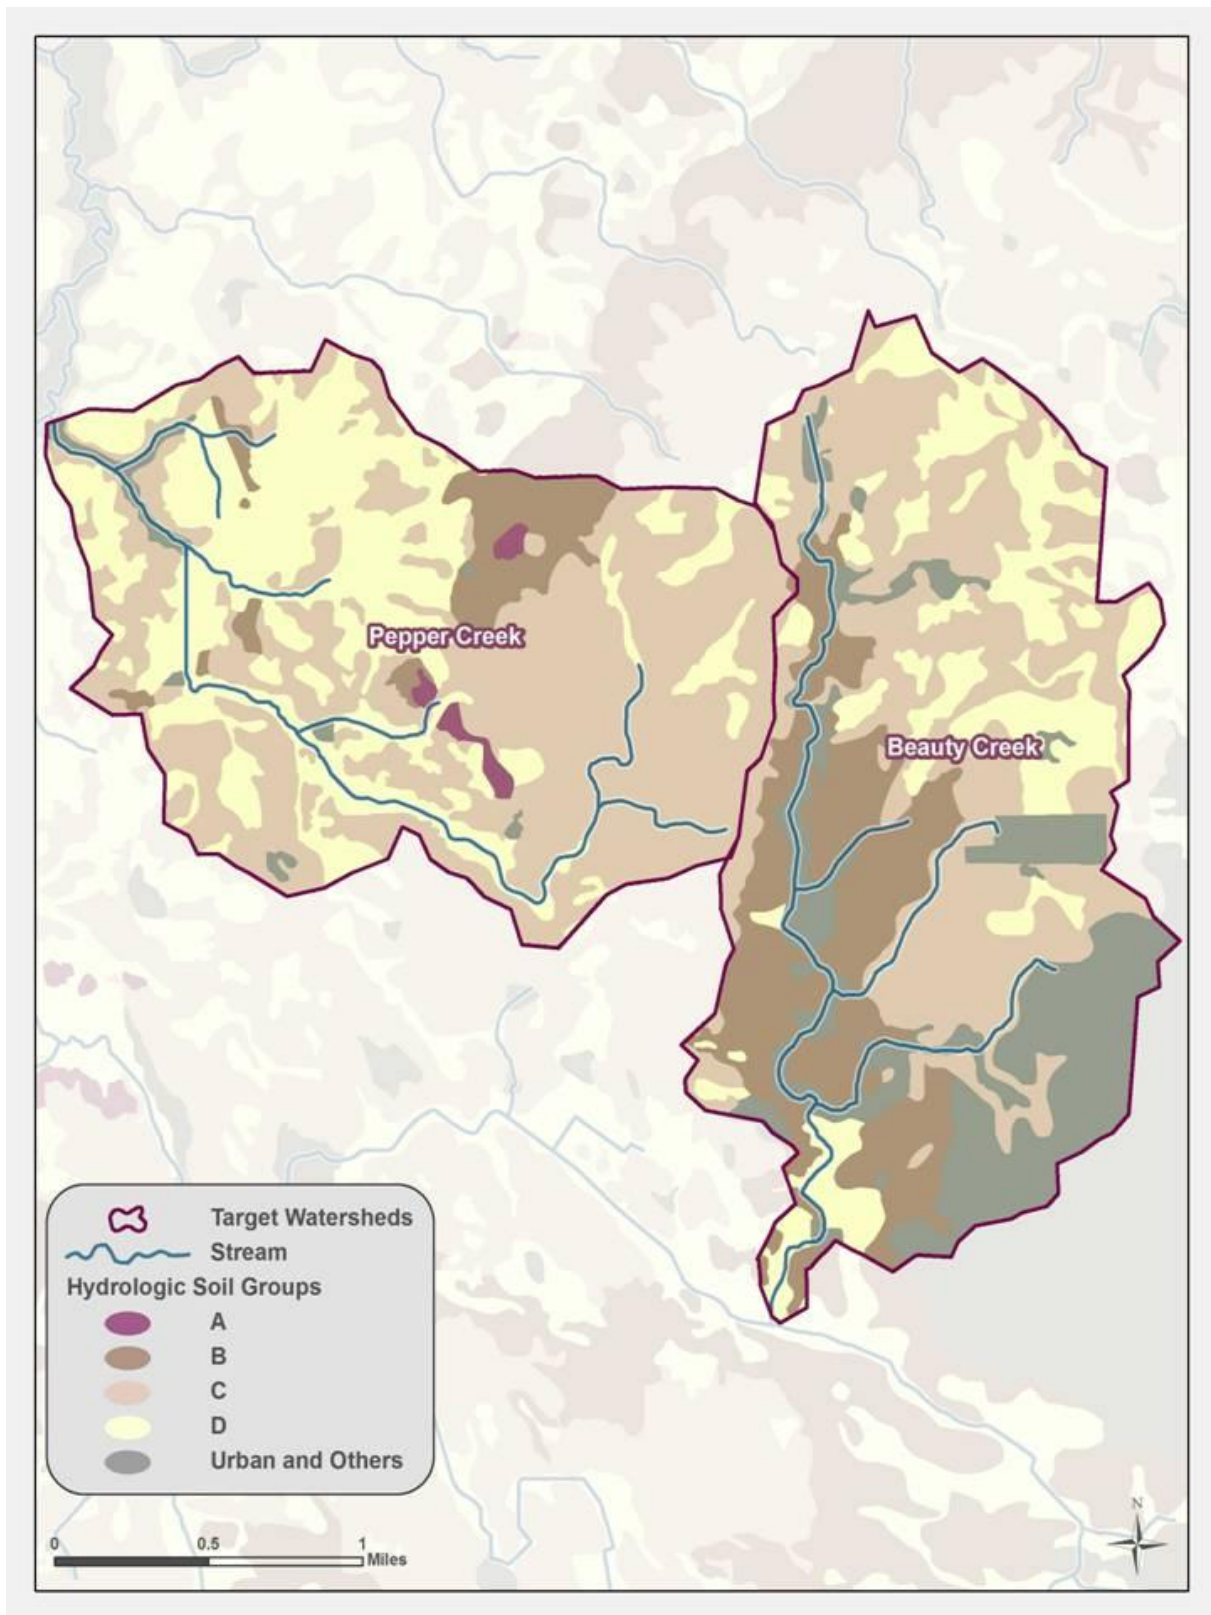 Pepper Creek
Beauty Creek
Target Watersheds
Stream
Hydrologic Soil Groups
A
B
C
D
Urban and Others
0 0.5 1
Miles
N